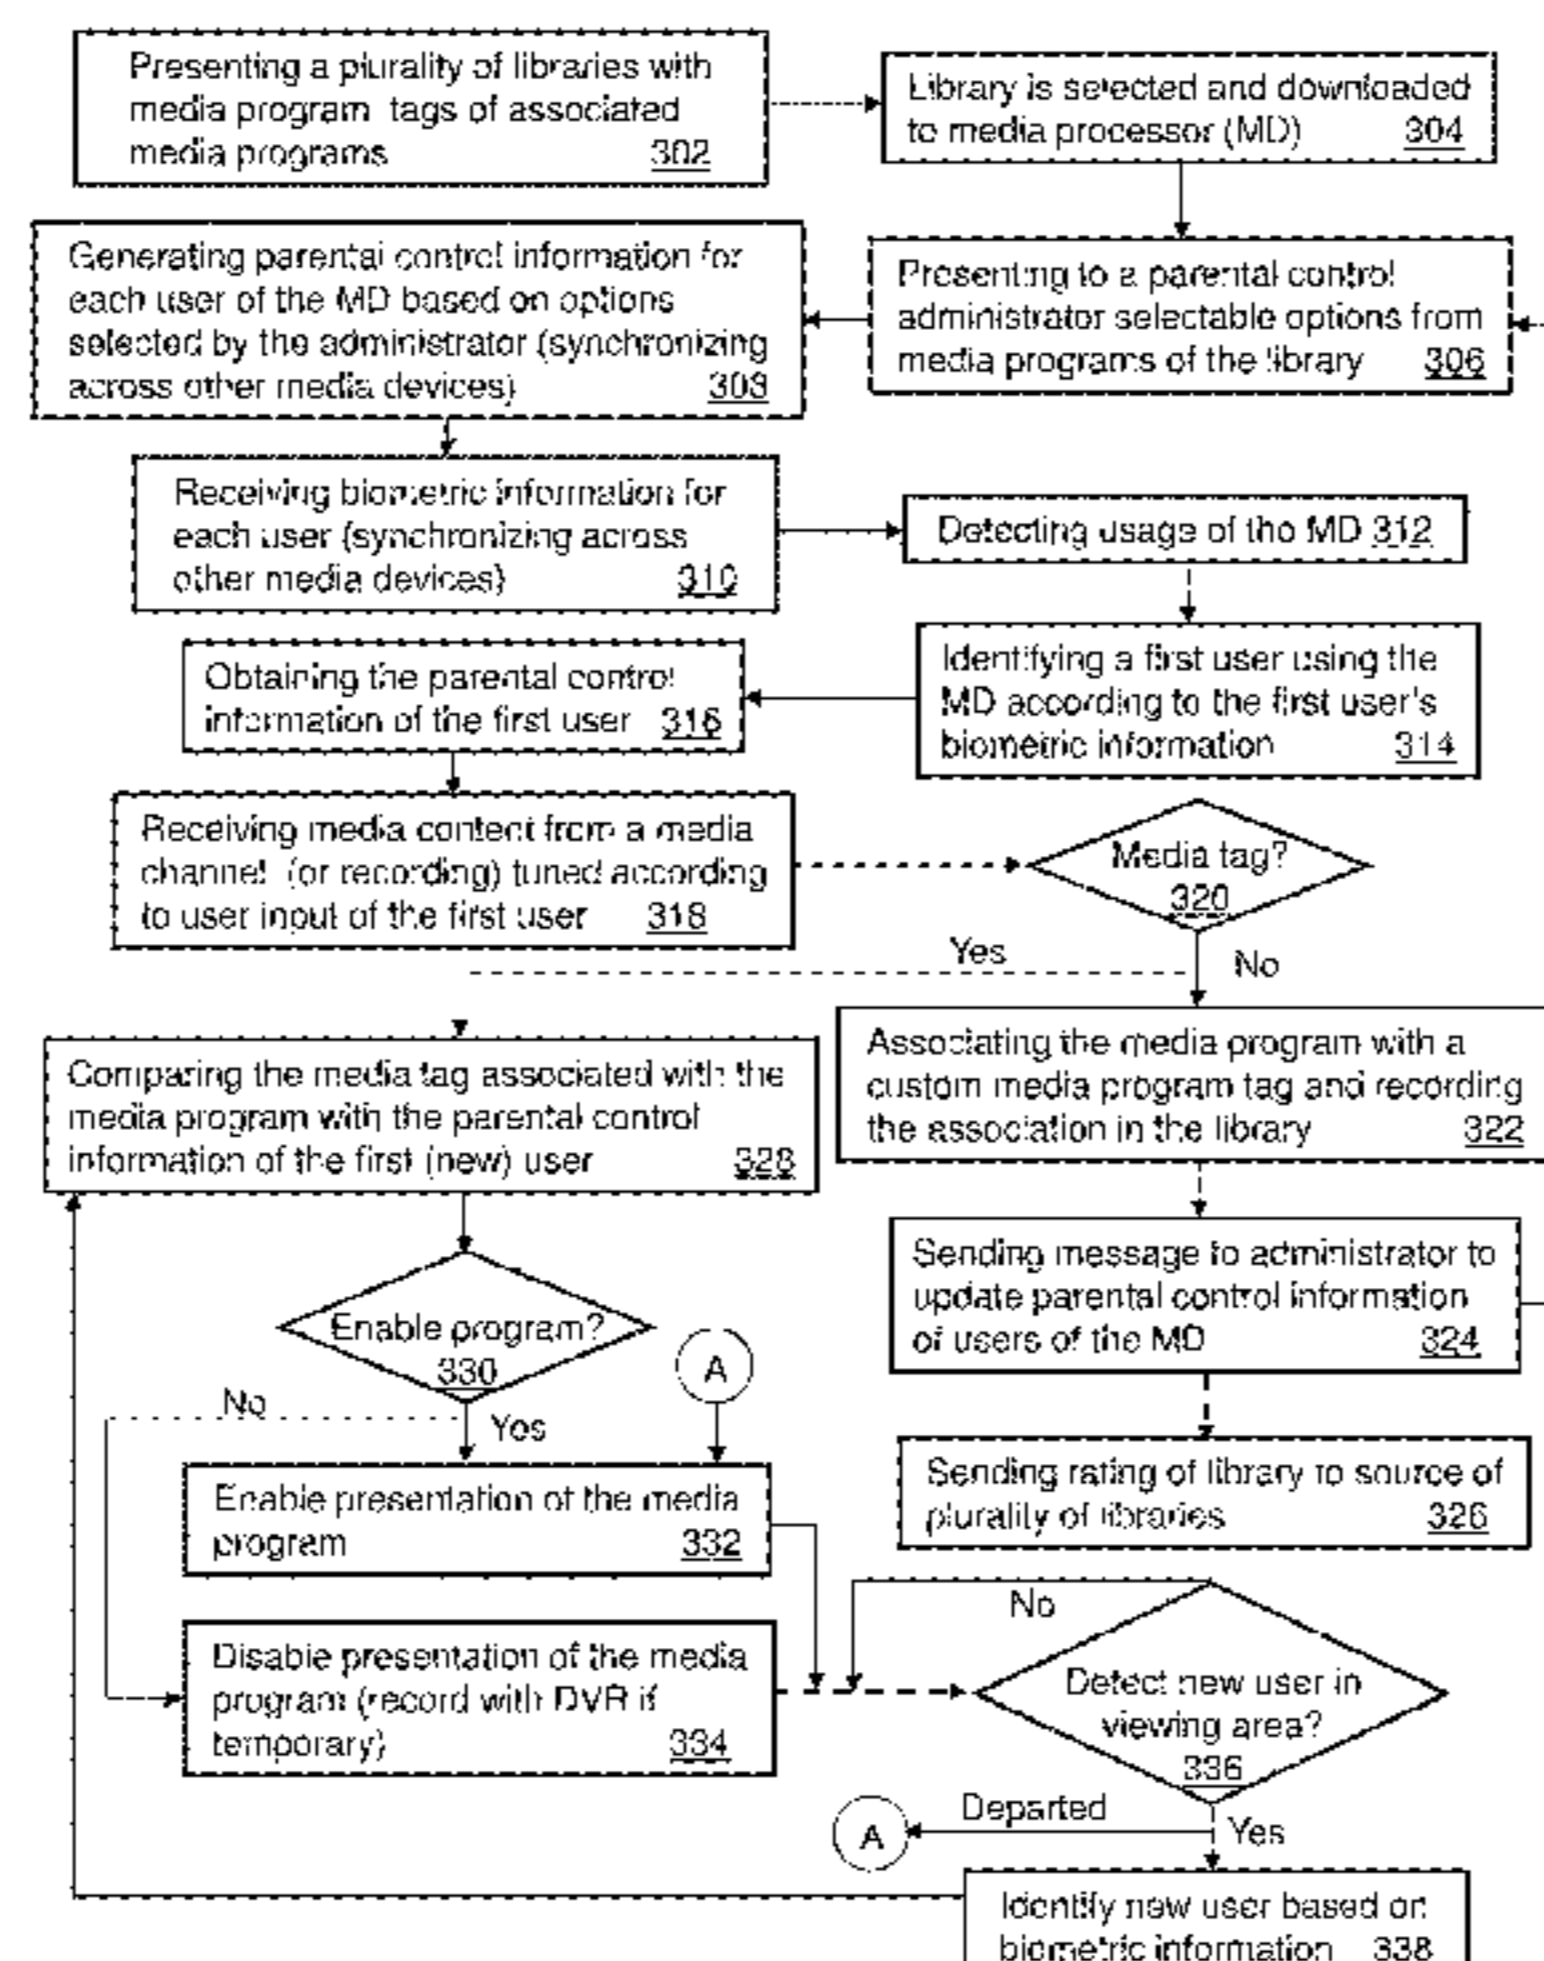 Presenting a plurality of libraries with
media program tags of associated
media programs 302
Library is selected and downloaded
to media processor (MD) 304
Generating parental control information for
each user of the MD based on options
selected by the administrator (synchronizing
across other media devices) 308
Presenting to a parental control
administrator selectable options from
media programs of the library 306
Receiving biometric information for
each user (synchronizing across
other media devices) 310
Detecting usage of the MD 312
Obtaining the parental control
information of the first user 316
Identifying a first user using the
MD according to the first user's
biometric information 314
Receiving media content from a media
channel (or recording) tuned according
to user input of the first user 318
Media tag?
320
Yes
No
Comparing the media tag associated with the
media program with the parental control
information of the first (new) user 328
Associating the media program with a
custom media program tag and recording
the association in the library 322
Sending message to administrator to
update parental control information
of users of the MD 324
Enable program?
330
A
No
Yes
Enable presentation of the media
program 332
Sending rating of library to source of
plurality of libraries 326
No
Disable presentation of the media
program (record with DVR if
temporary) 334
Detect new user in
viewing area?
336
Departed
A
Yes
Identify new user based on
biometric information 338